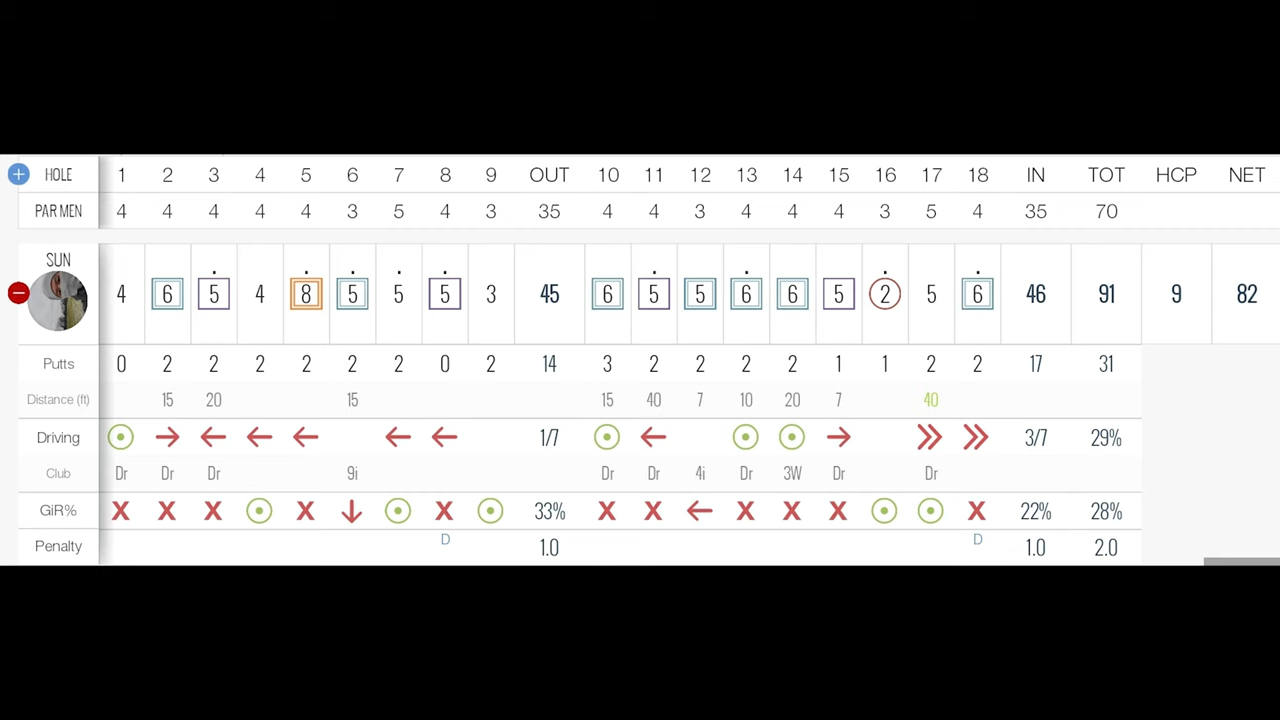 HOLE 1 2 3 4 5 6 7 8 9 OUT 10 11 12 13 14 15 16 17 18 IN TOT HCP NET
PAR MEN 4 4 4 4 4 3 5 4 3 35 4 4 3 4 4 4 3 5 4 35 70
SUN
4 6 5 4 8 5 5 5 3 45 6 5 5 6 6 5 2 5 6 46 91 9 82
Putts 0 2 2 2 2 2 2 0 2 14 3 2 2 2 2 1 1 2 2 17 31
Distance (ft) 15 20 15 15 40 7 10 20 7 40
Driving 1/7 3/7 29%
Club Dr Dr Dr 9i Dr Dr 4i Dr 3W Dr Dr
GiR% X X X X X 33% X X X X X X 22% 28%
Penalty D 1.0 D 1.0 2.0